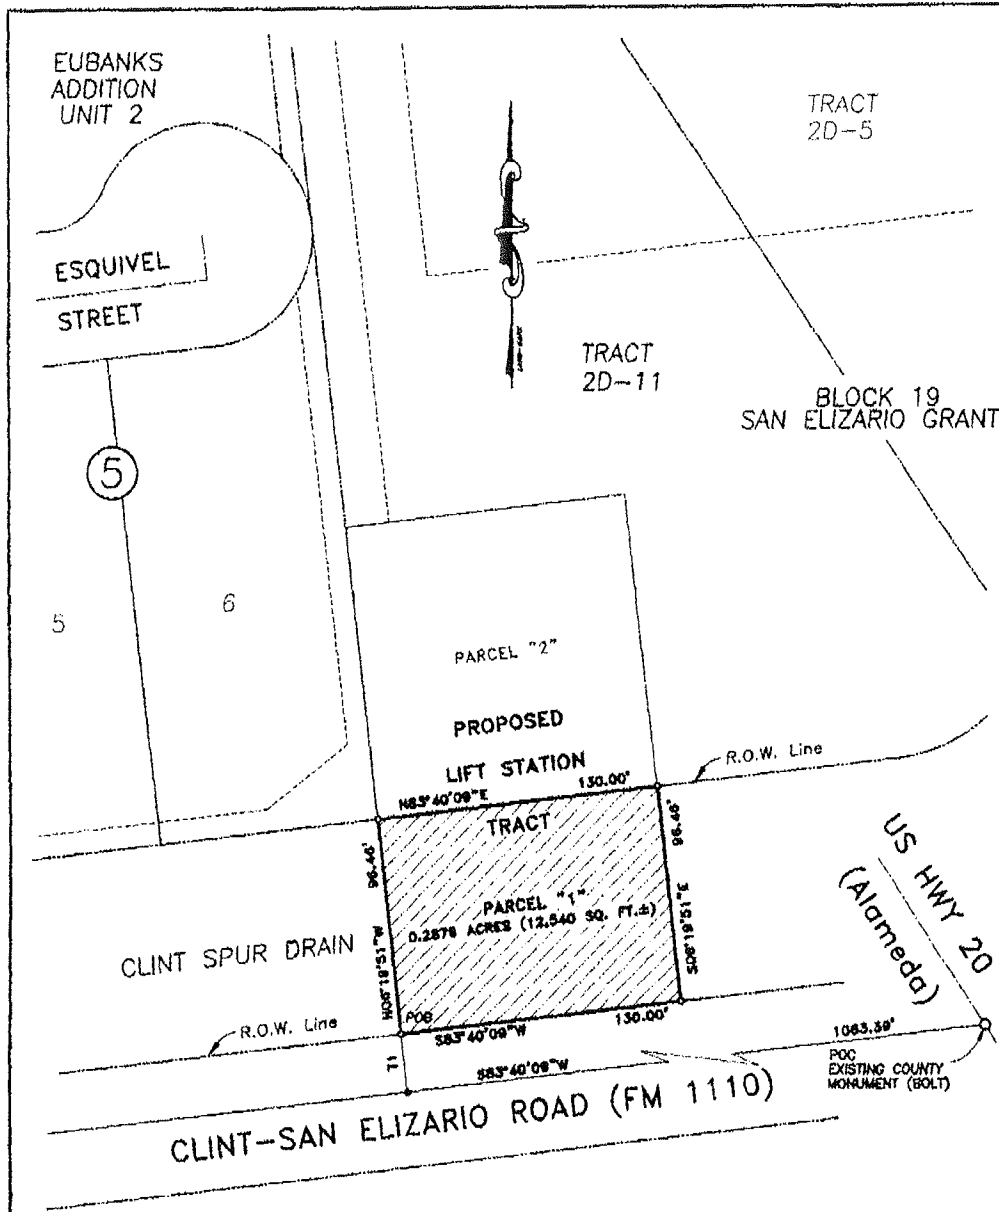 EUBANKS
ADDITION
UNIT 2
TRACT
2D-5
ESQUIVEL
STREET
TRACT
2D-11
BLOCK 19
SAN ELIZARIO GRANT
5
5
6
PARCEL "2"
PROPOSED
LIFT STATION
R.O.W. Line
N83°40'09"E
130.00'
TRACT
96.46'
96.46'
PARCEL "1"
0.2879 ACRES (12,540 SQ. FT.±)
US HWY 20
(Alameda)
CLINT SPUR DRAIN
N06°19'51"W
S06°19'51"E
R.O.W. Line
POB
S83°40'09"W
130.00'
1083.39'
T1
S83°40'09"W
POC
EXISTING COUNTY
MONUMENT (BOLT)
CLINT-SAN ELIZARIO ROAD (FM 1110)